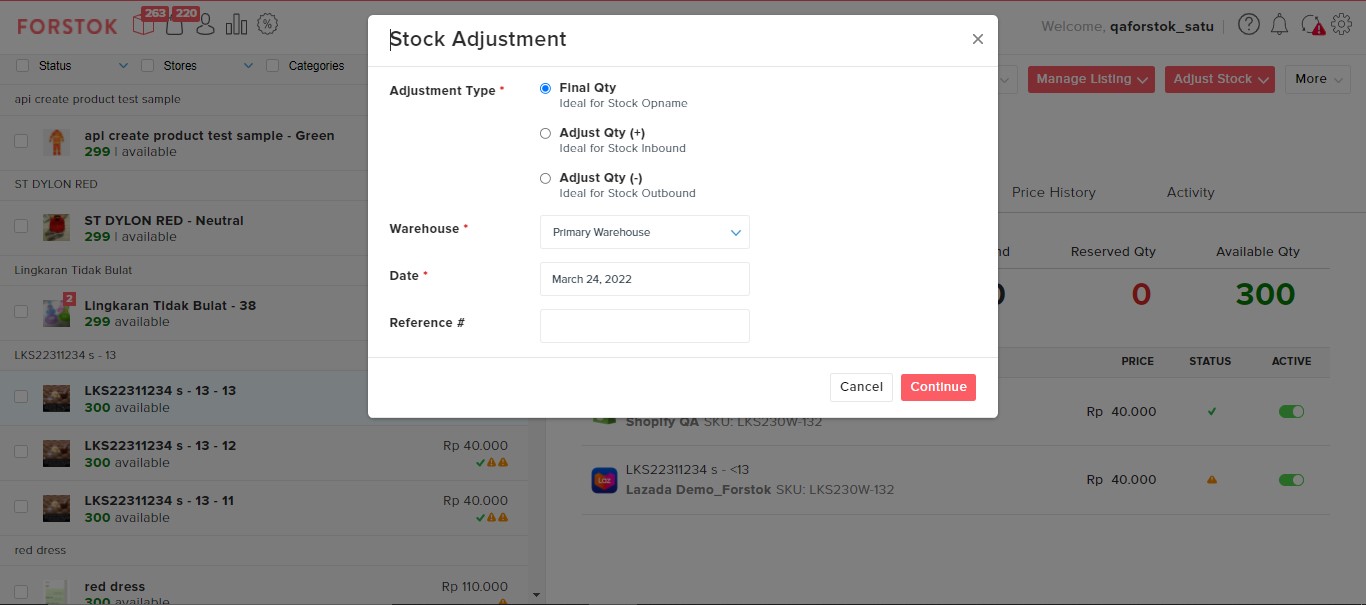 FORSTOK
263
220
Welcome, qaforstok_satu
Status
Stores
Categories
Manage Listing
Adjust Stock
More
api create product test sample
api create product test sample - Green
299 | available
ST DYLON RED
ST DYLON RED - Neutral
299 | available
Lingkaran Tidak Bulat
2
Lingkaran Tidak Bulat - 38
299 available
LKS22311234 s - 13
LKS22311234 s - 13 - 13
300 available
LKS22311234 s - 13 - 12
Rp 40.000
300 available
LKS22311234 s - 13 - 11
Rp 40.000
300 available
red dress
red dress
Rp 110.000
300 available
Stock Adjustment
Adjustment Type *
Final Qty
Ideal for Stock Opname
Adjust Qty (+)
Ideal for Stock Inbound
Adjust Qty (-)
Ideal for Stock Outbound
Warehouse *
Primary Warehouse
Date *
March 24, 2022
Reference #
Cancel
Continue
Price History
Activity
Reserved Qty
Available Qty
0
300
PRICE
STATUS
ACTIVE
Rp 40.000
Shopify QA SKU: LKS230W-132
LKS22311234 s - <13
Rp 40.000
Laz
Lazada Demo_Forstok SKU: LKS230W-132